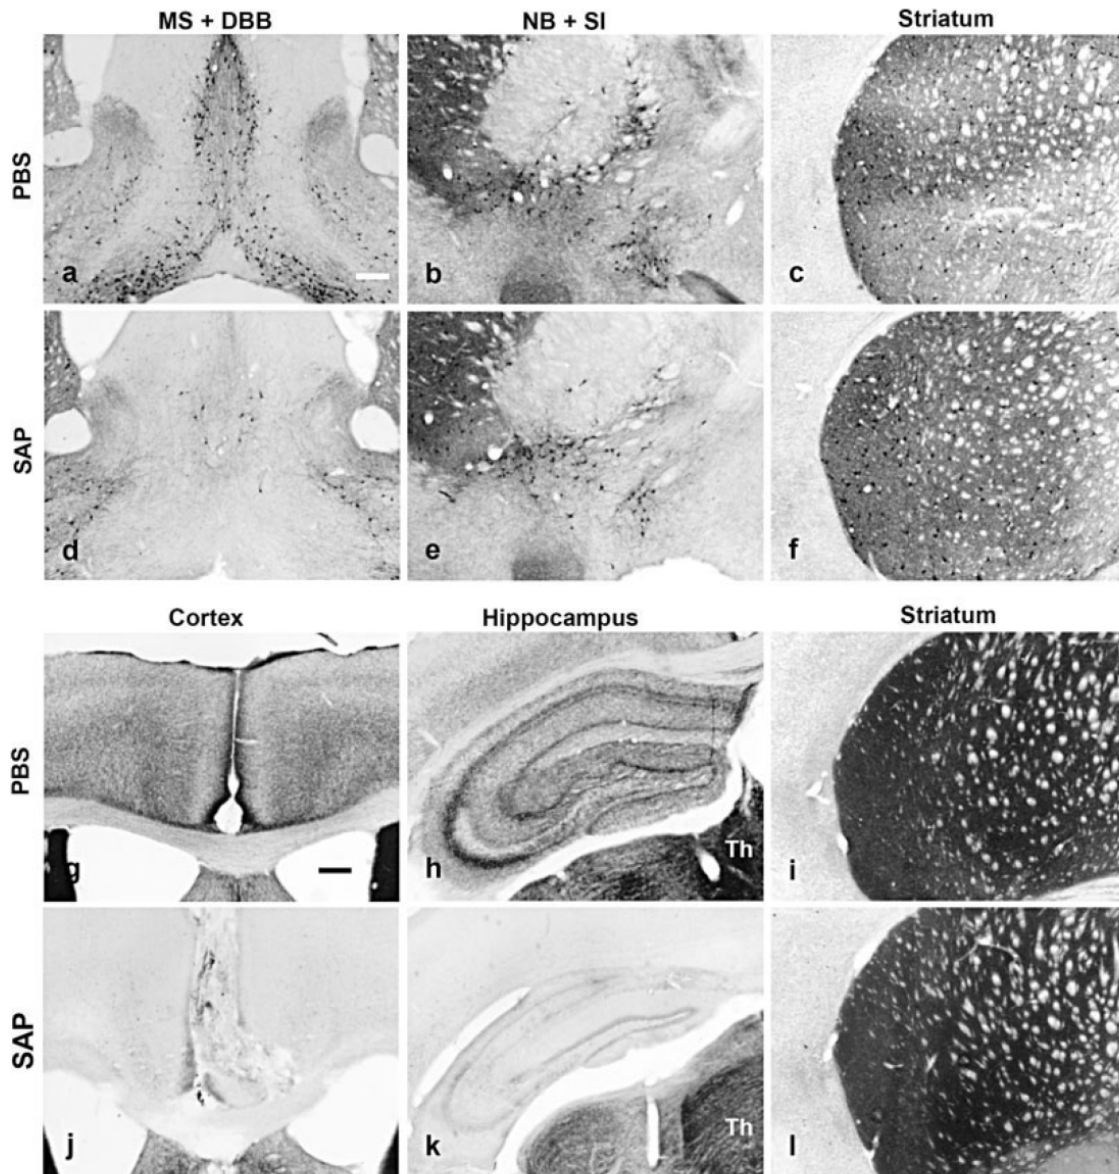 MS + DBB NB + SI Striatum
PBS
a b c
SAP
d e f
Cortex Hippocampus Striatum
PBS
g h Th i
SAP
j k Th l